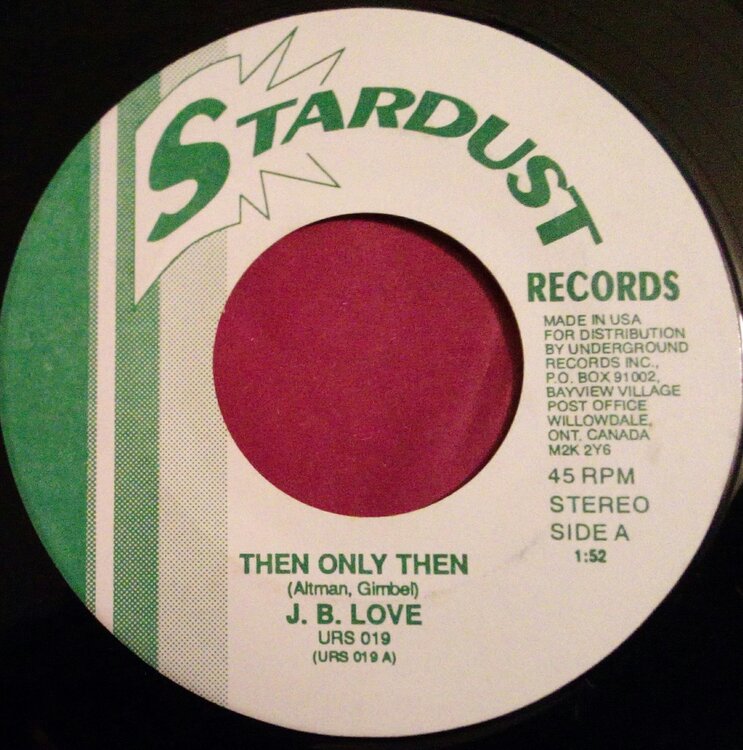 STARDUST
RECORDS
MADE IN USA
FOR DISTRIBUTION
BY UNDERGROUND
RECORDS INC.,
P.O. BOX 91002,
BAYVIEW VILLAGE
POST OFFICE
WILLOWDALE,
ONT. CANADA
M2K 2Y6
45 RPM
STEREO
SIDE A
1:52
THEN ONLY THEN
(Altman, Gimbel)
J. B. LOVE
URS 019
(URS 019 A)